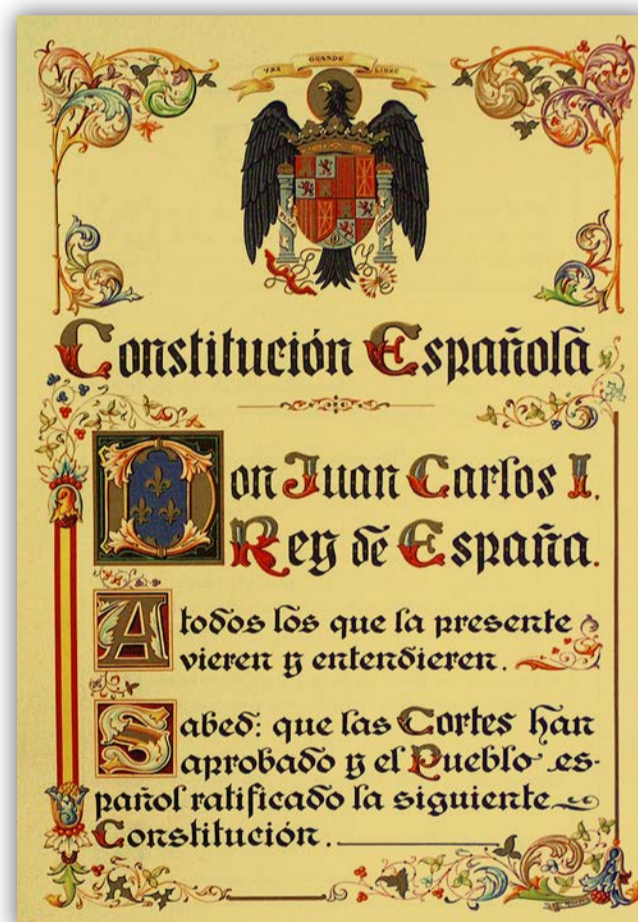 UNA GRANDE LIBRE
Constitución Española
Don Juan Carlos I.
Rey de España.
A todos los que la presente
vieren y entendieren.
Sabed: que las Cortes han
aprobado y el Pueblo es-
pañol ratificado la siguiente
Constitución.